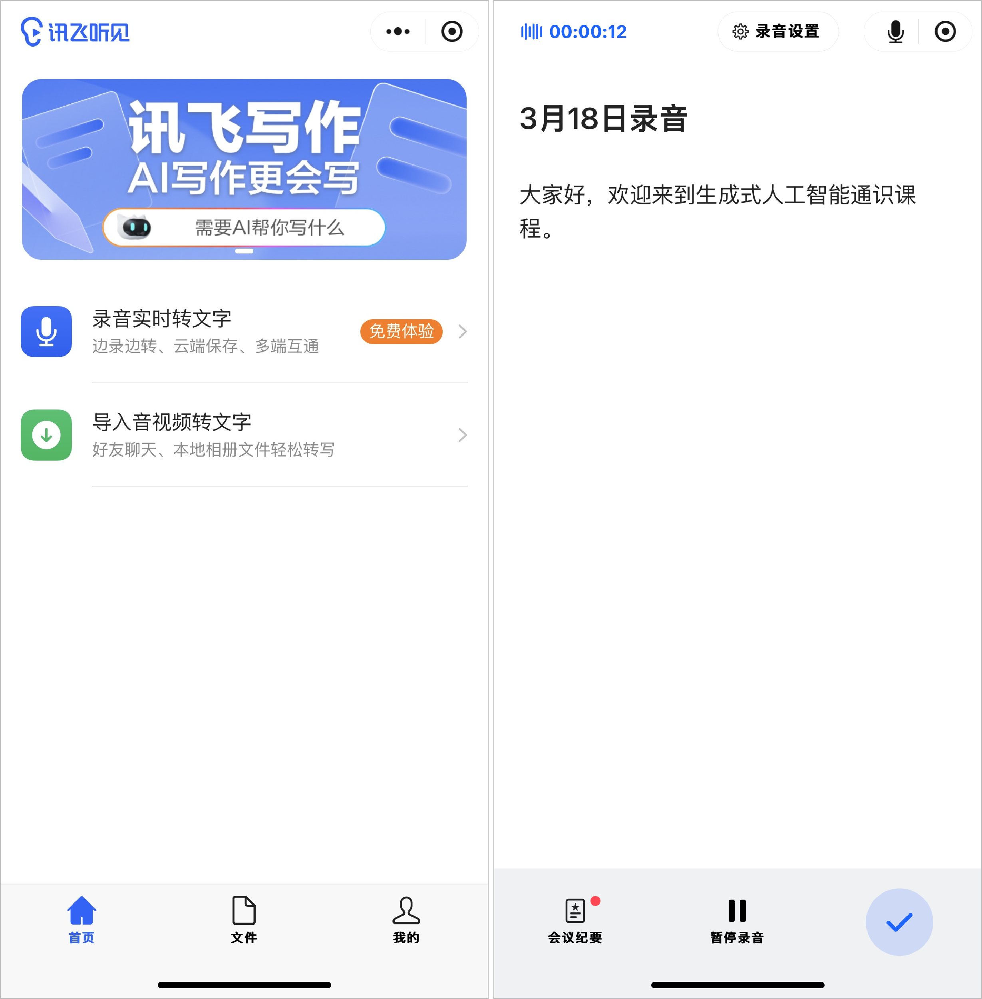 讯飞听见
讯飞写作
AI写作更会写
需要AI帮你写什么
录音实时转文字
边录边转、云端保存、多端互通
免费体验
导入音视频转文字
好友聊天、本地相册文件轻松转写
首页
文件
我的
00:00:12
录音设置
3月18日录音
大家好，欢迎来到生成式人工智能通识课
程。
会议纪要
暂停录音